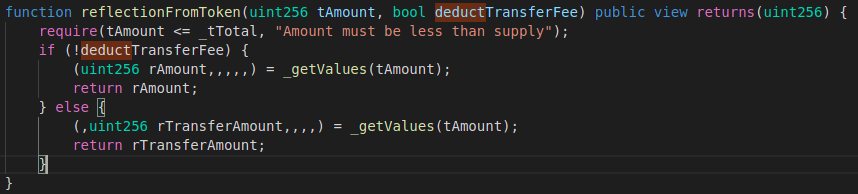 function reflectionFromToken(uint256 tAmount, bool deductTransferFee) public view returns(uint256) {
    require(tAmount <= _tTotal, "Amount must be less than supply");
    if (!deductTransferFee) {
        (uint256 rAmount,,,,,) = _getValues(tAmount);
        return rAmount;
    } else {
        (,uint256 rTransferAmount,,,,) = _getValues(tAmount);
        return rTransferAmount;
    }
}